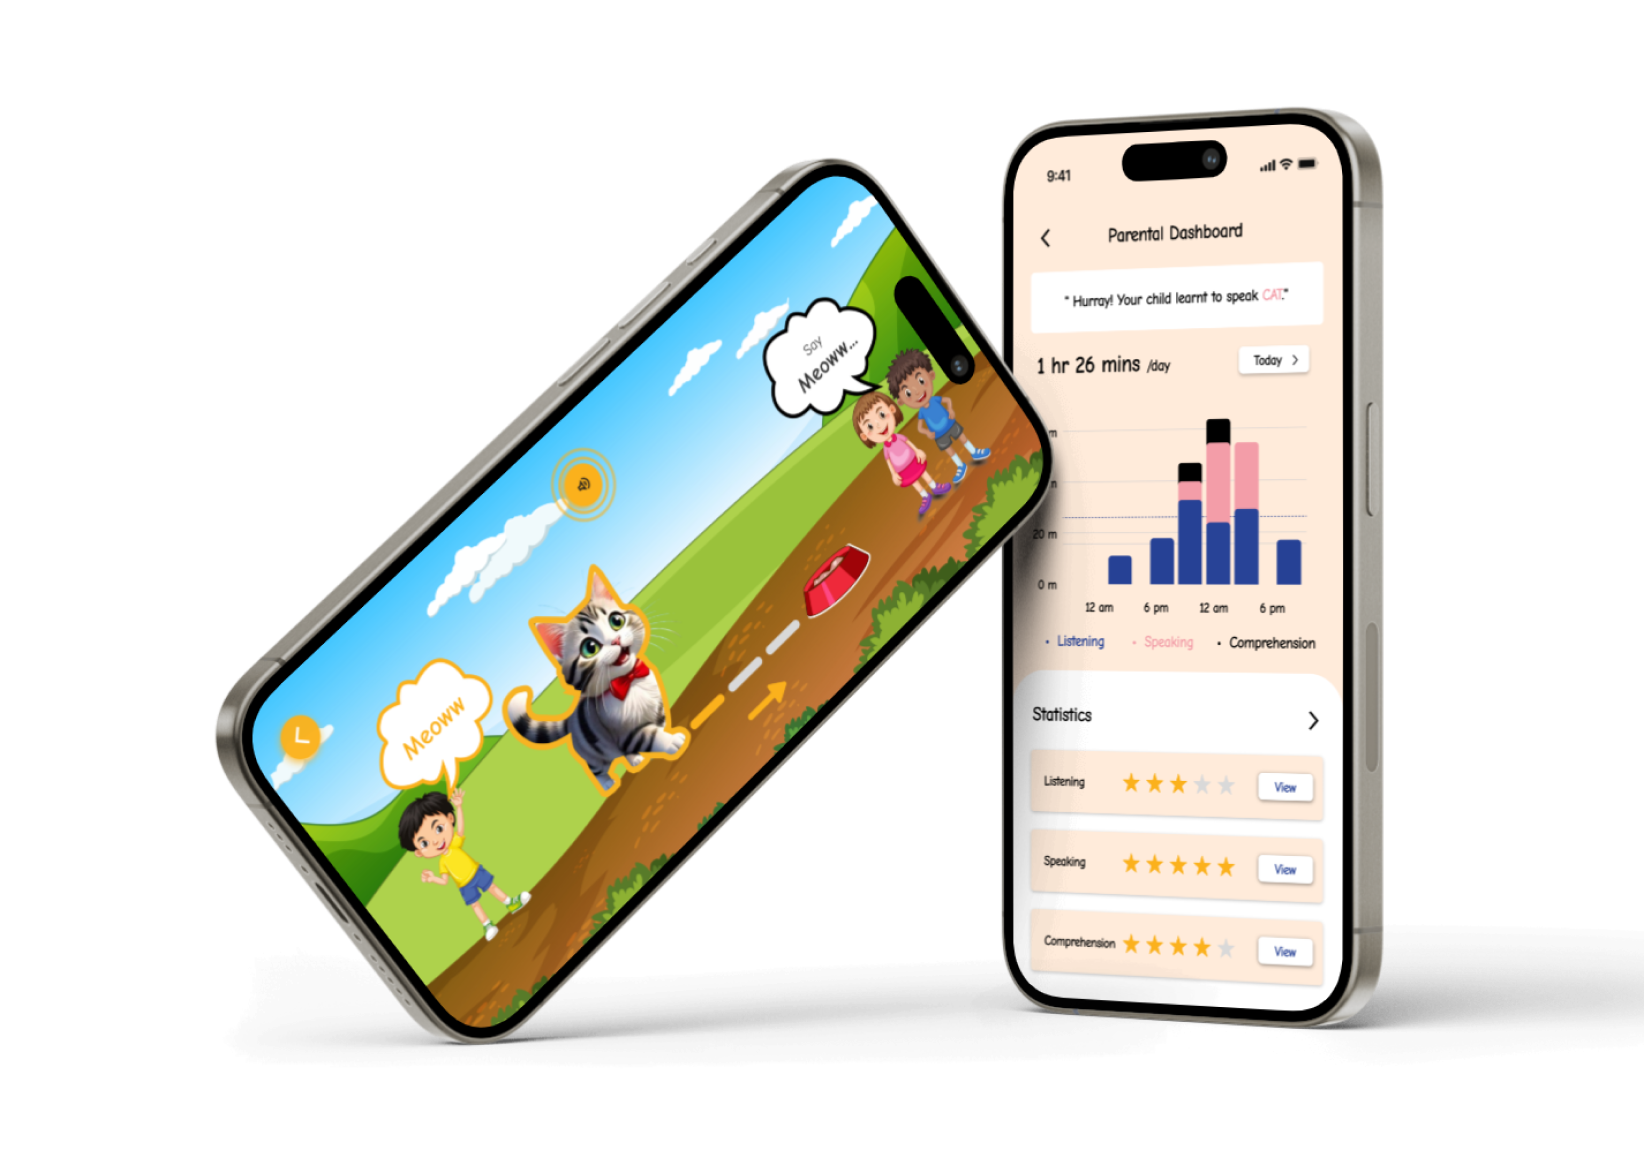 Say
Meoww...
Meoww
9:41
Parental Dashboard
" Hurray! Your child learnt to speak CAT."
1 hr 26 mins /day
Today
m
n
20 m
0 m
12 am
6 pm
12 am
6 pm
Listening
Speaking
Comprehension
Statistics
Listening
View
Speaking
View
Comprehension
View